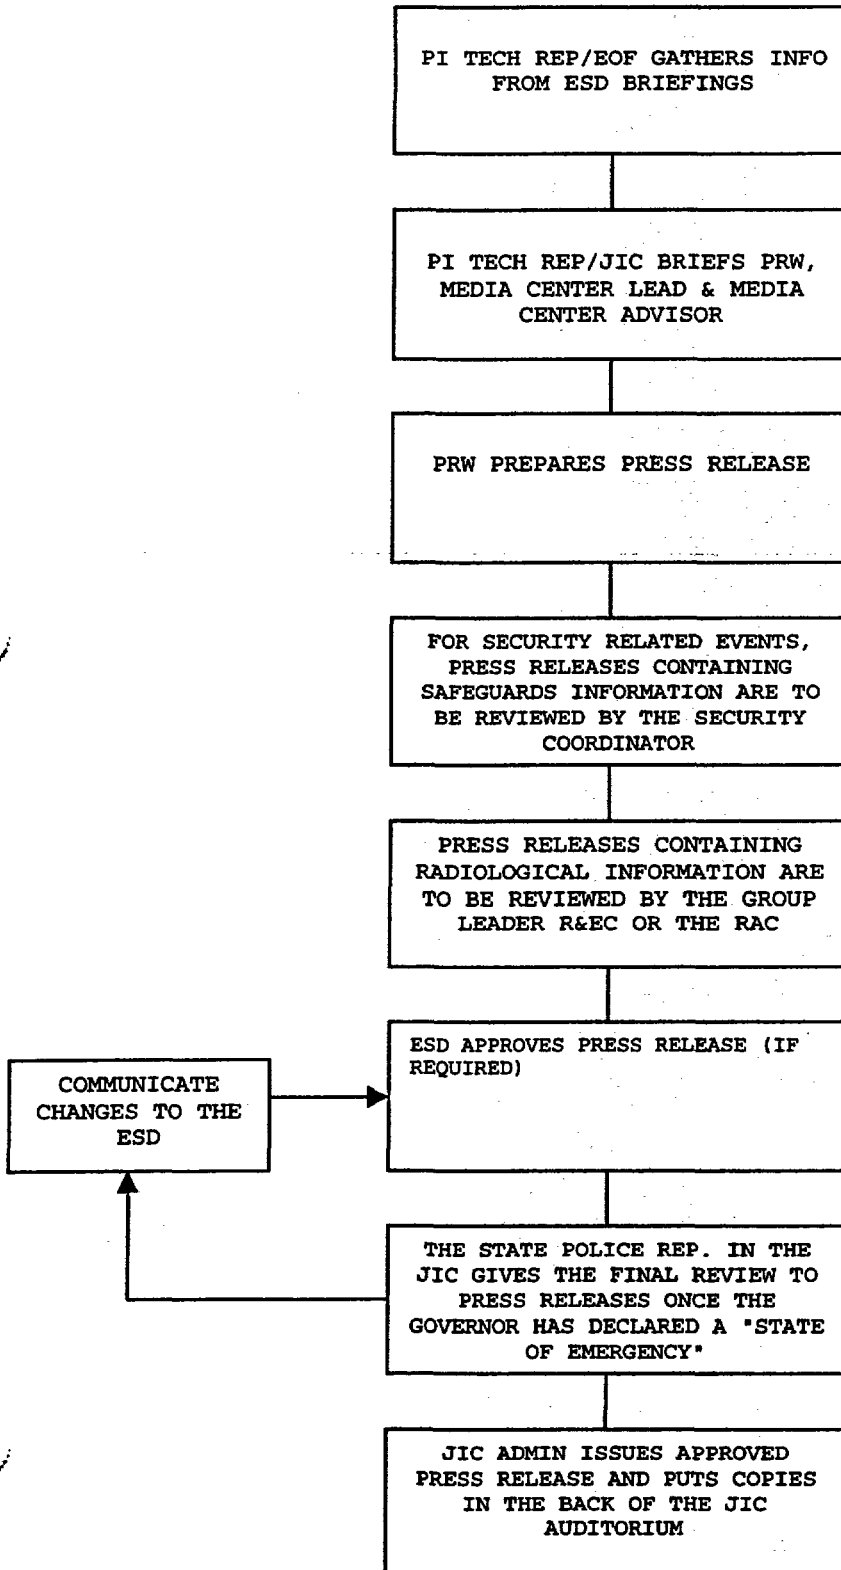 PI TECH REP/EOF GATHERS INFO
FROM ESD BRIEFINGS
PI TECH REP/JIC BRIEFS PRW,
MEDIA CENTER LEAD & MEDIA
CENTER ADVISOR
PRW PREPARES PRESS RELEASE
FOR SECURITY RELATED EVENTS,
PRESS RELEASES CONTAINING
SAFEGUARDS INFORMATION ARE TO
BE REVIEWED BY THE SECURITY
COORDINATOR
PRESS RELEASES CONTAINING
RADIOLOGICAL INFORMATION ARE
TO BE REVIEWED BY THE GROUP
LEADER R&EC OR THE RAC
ESD APPROVES PRESS RELEASE (IF
REQUIRED)
COMMUNICATE
CHANGES TO THE
ESD
THE STATE POLICE REP. IN THE
JIC GIVES THE FINAL REVIEW TO
PRESS RELEASES ONCE THE
GOVERNOR HAS DECLARED A "STATE
OF EMERGENCY"
JIC ADMIN ISSUES APPROVED
PRESS RELEASE AND PUTS COPIES
IN THE BACK OF THE JIC
AUDITORIUM